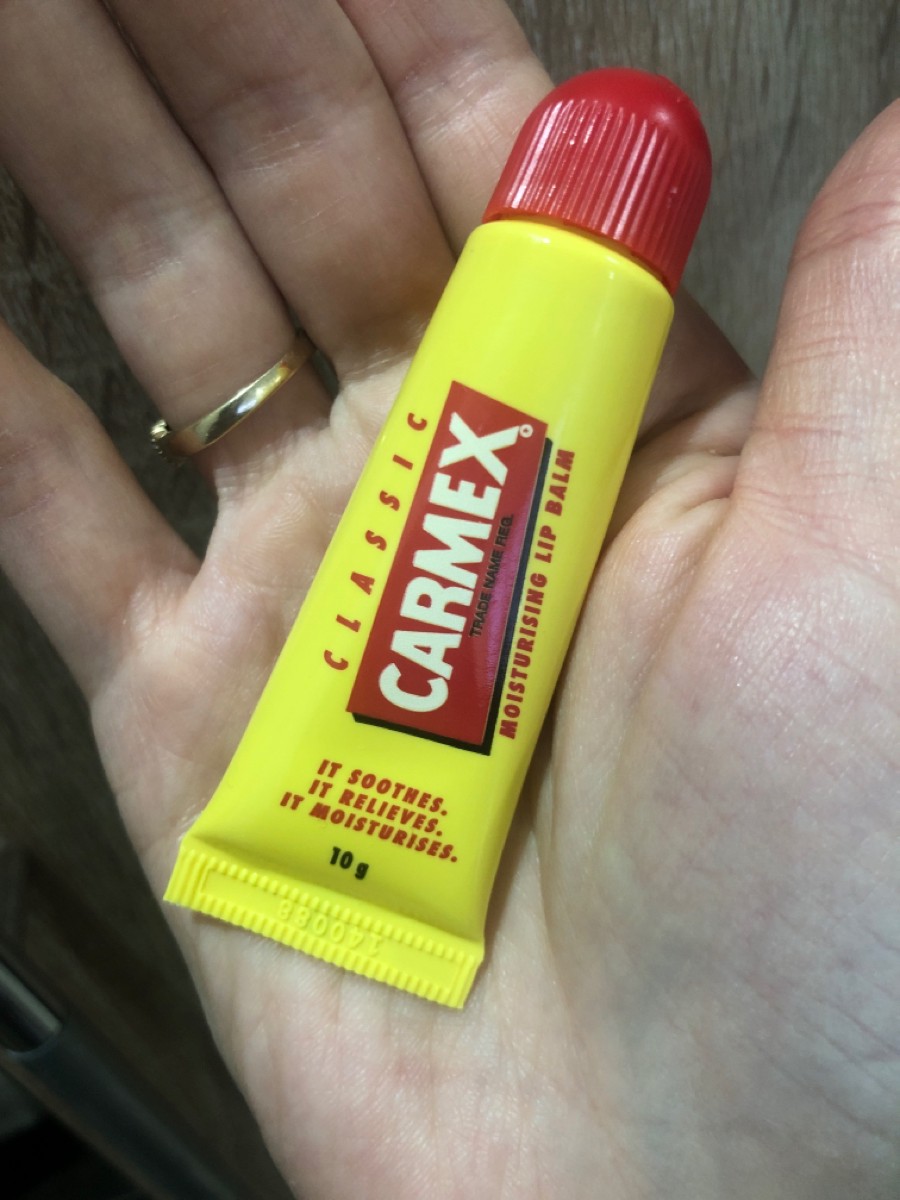 CLASSIC
CARMEX®
TRADE NAME REG.
MOISTURISING LIP BALM
IT SOOTHES.
IT RELIEVES.
IT MOISTURISES.
10 g